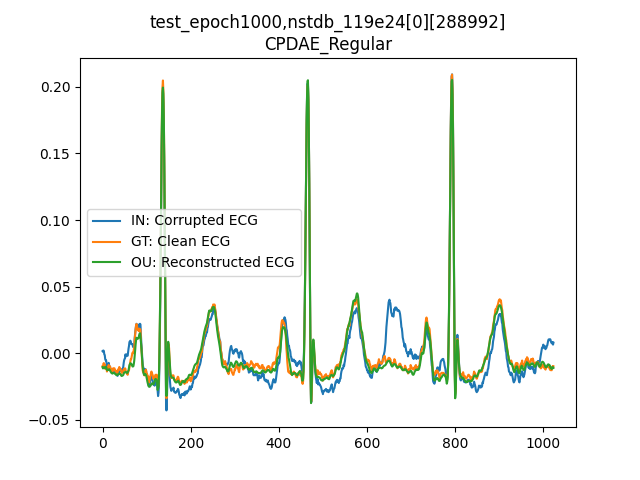 test_epoch1000,nstdb_119e24[0][288992]
CPDAE_Regular
0.20
0.15
0.10
0.05
0.00
−0.05
IN: Corrupted ECG
GT: Clean ECG
OU: Reconstructed ECG
0 200 400 600 800 1000